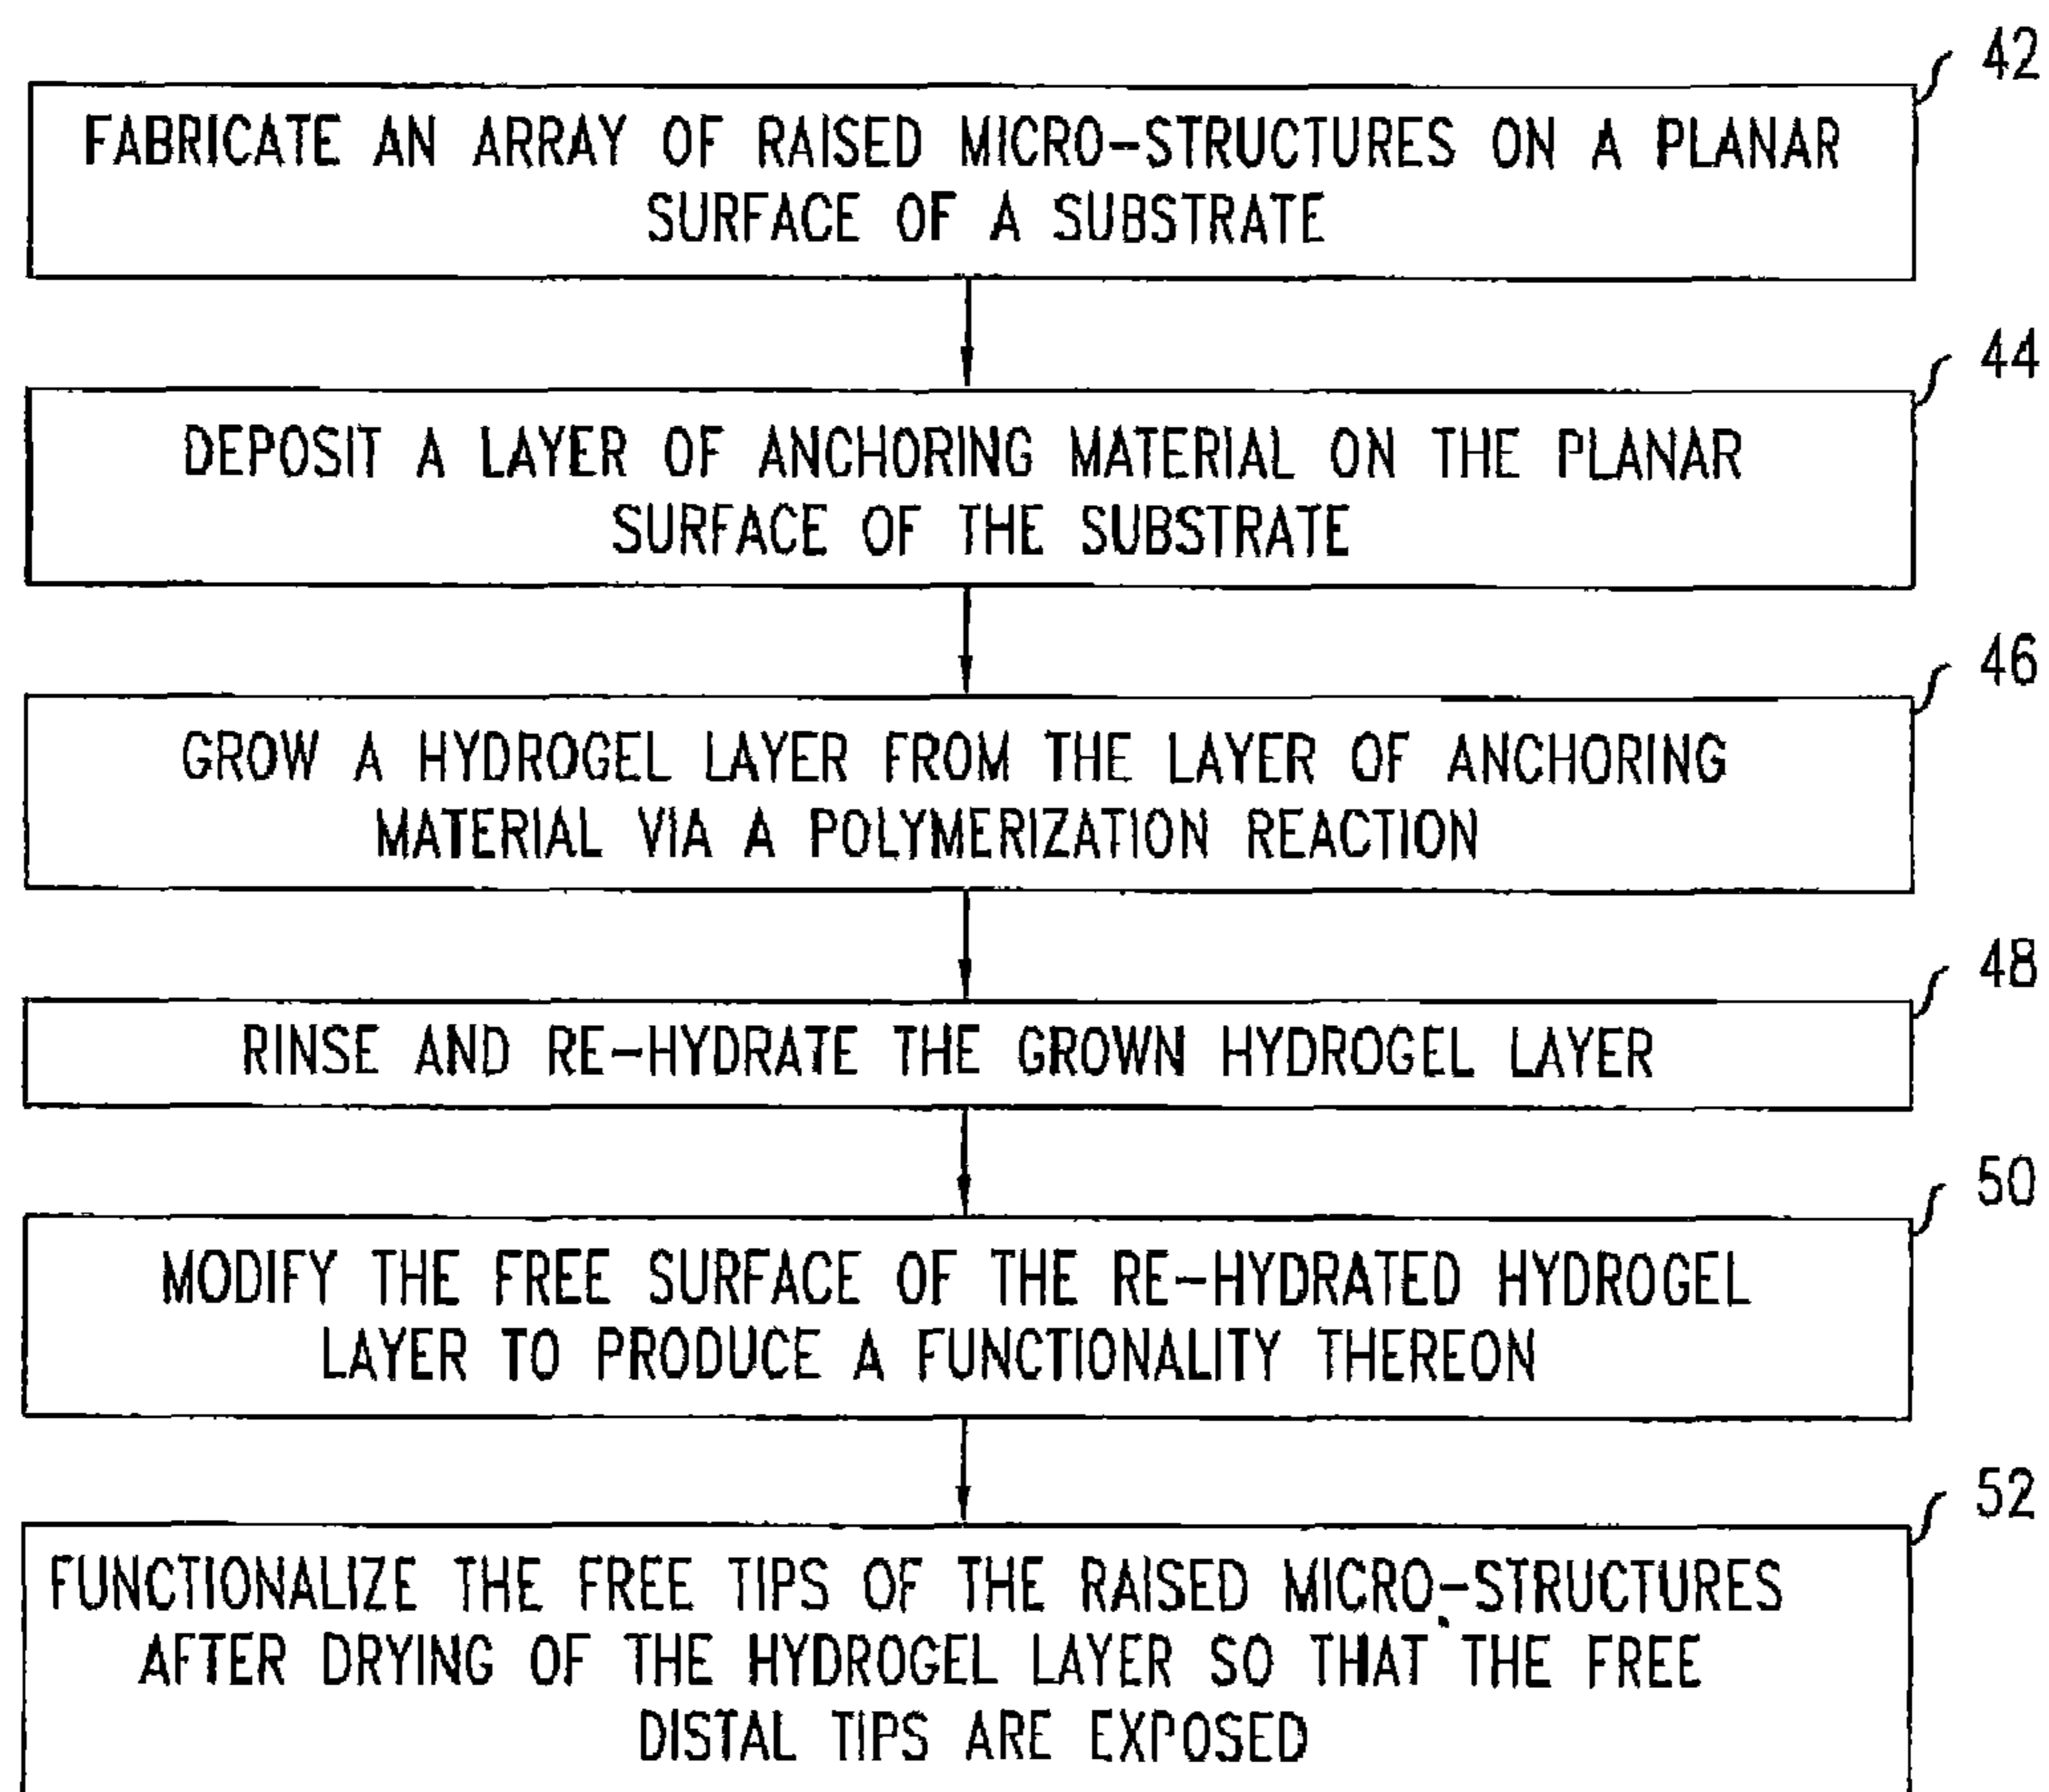 42
FABRICATE AN ARRAY OF RAISED MICRO-STRUCTURES ON A PLANAR
SURFACE OF A SUBSTRATE
44
DEPOSIT A LAYER OF ANCHORING MATERIAL ON THE PLANAR
SURFACE OF THE SUBSTRATE
46
GROW A HYDROGEL LAYER FROM THE LAYER OF ANCHORING
MATERIAL VIA A POLYMERIZATION REACTION
48
RINSE AND RE-HYDRATE THE GROWN HYDROGEL LAYER
50
MODIFY THE FREE SURFACE OF THE RE-HYDRATED HYDROGEL
LAYER TO PRODUCE A FUNCTIONALITY THEREON
52
FUNCTIONALIZE THE FREE TIPS OF THE RAISED MICRO-STRUCTURES
AFTER DRYING OF THE HYDROGEL LAYER SO THAT THE FREE
DISTAL TIPS ARE EXPOSED